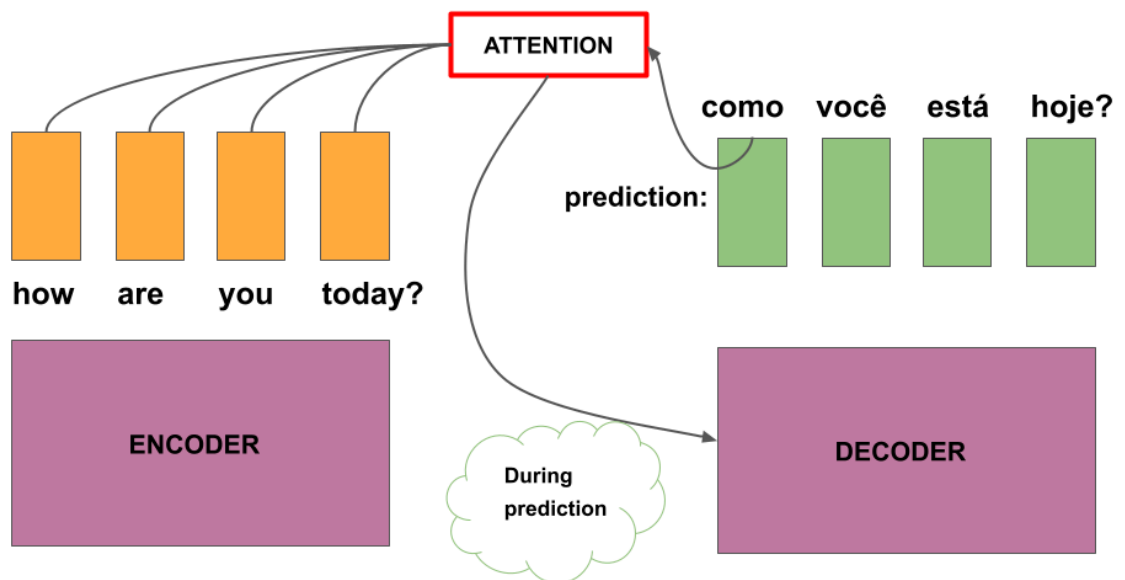 ATTENTION
como você está hoje?
prediction:
how are you today?
ENCODER
DECODER
During
prediction